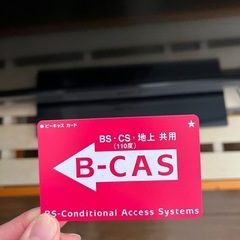 ビーキャス カード
BS・CS・地上 共用
(110度)
B-CAS
BS-Conditional Access Systems